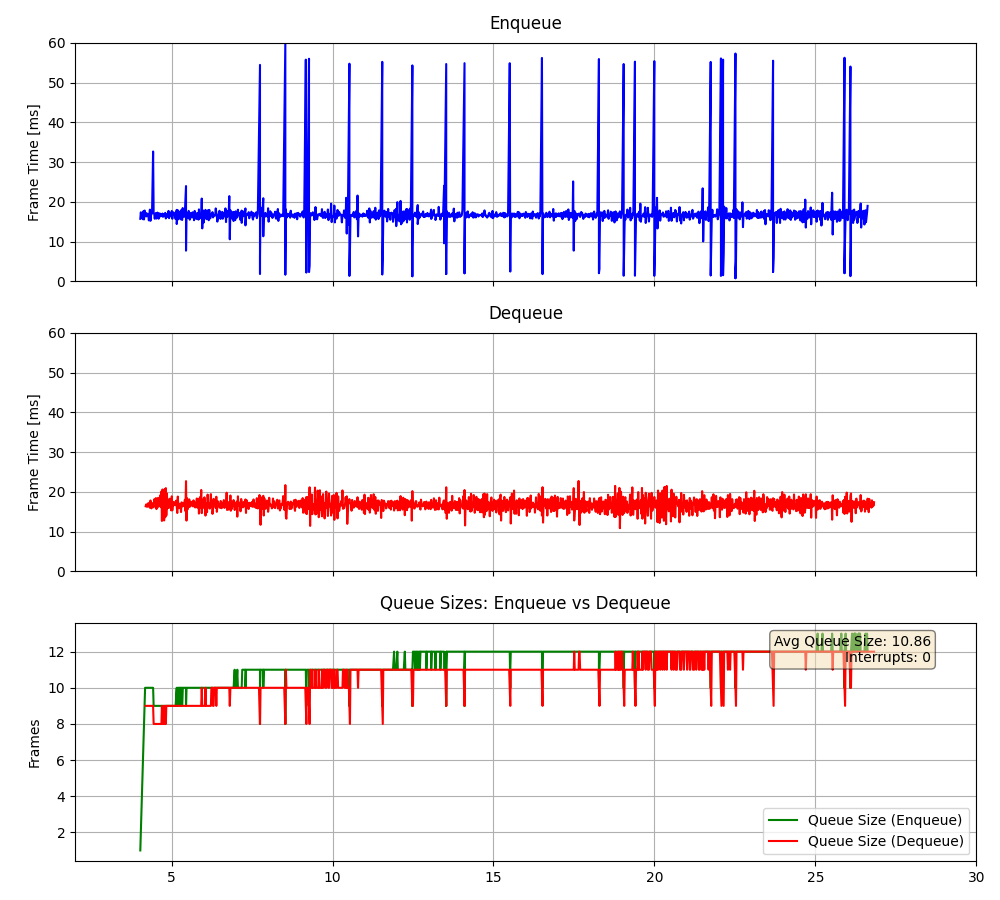 Enqueue
60
50
40
30
20
10
0
Frame Time [ms]
Dequeue
60
50
40
30
20
10
0
Frame Time [ms]
Queue Sizes: Enqueue vs Dequeue
12
10
8
6
4
2
Frames
Avg Queue Size: 10.86
Interrupts: 0
Queue Size (Enqueue)
Queue Size (Dequeue)
5 10 15 20 25 30